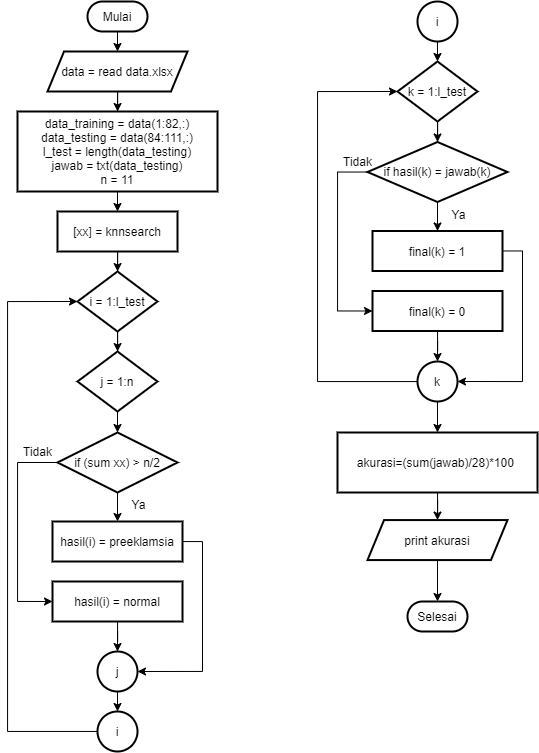 Mulai
data = read data.xlsx
data_training = data(1:82,:)
data_testing = data(84:111,:)
l_test = length(data_testing)
jawab = txt(data_testing)
n = 11
[xx] = knnsearch
i = 1:l_test
j = 1:n
Tidak
if (sum xx) > n/2
Ya
hasil(i) = preeklamsia
hasil(i) = normal
j
i
i
k = 1:l_test
Tidak
if hasil(k) = jawab(k)
Ya
final(k) = 1
final(k) = 0
k
akurasi=(sum(jawab)/28)*100
print akurasi
Selesai